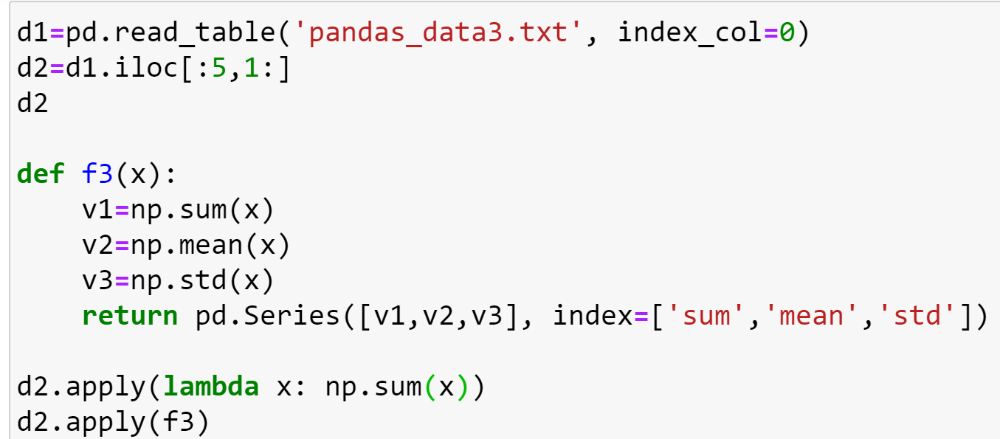 d1=pd.read_table('pandas_data3.txt', index_col=0)
d2=d1.iloc[:5,1:]
d2
def f3(x):
    v1=np.sum(x)
    v2=np.mean(x)
    v3=np.std(x)
    return pd.Series([v1,v2,v3], index=['sum','mean','std'])
d2.apply(lambda x: np.sum(x))
d2.apply(f3)